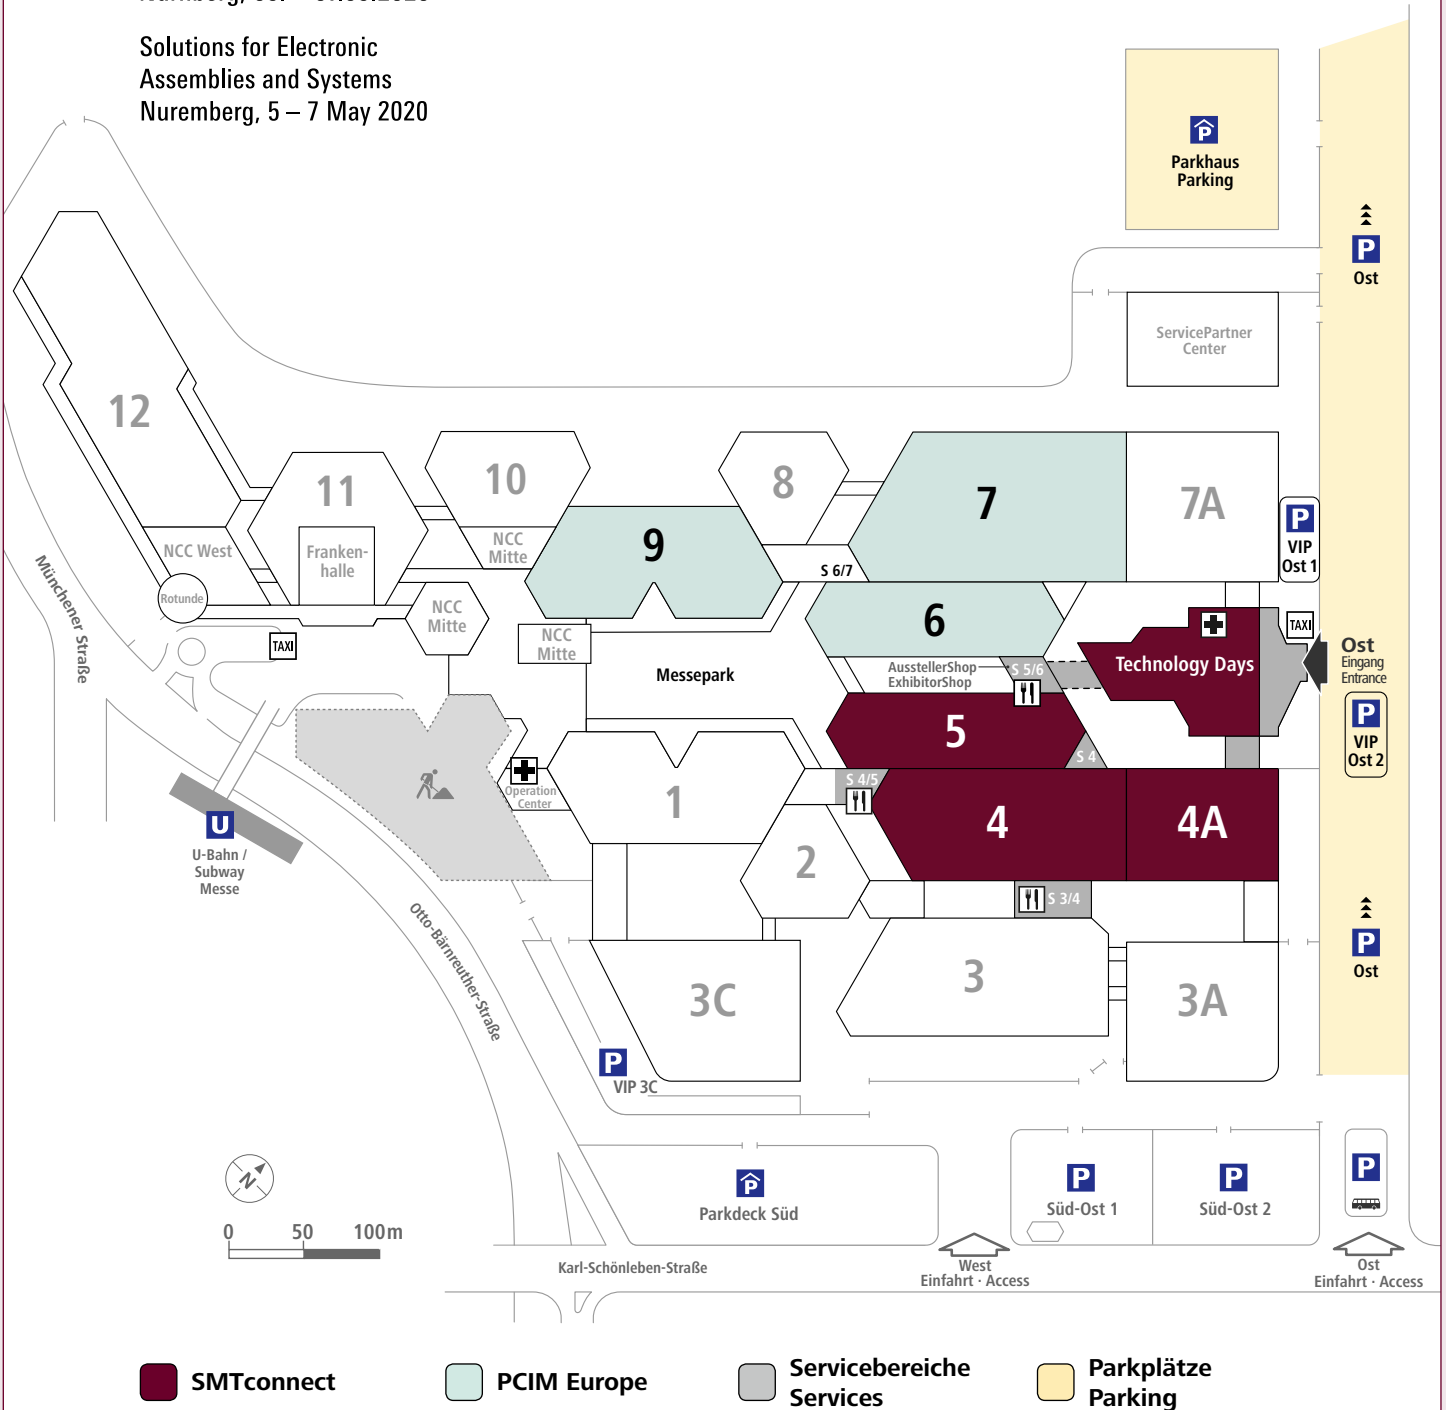 Solutions for Electronic
Assemblies and Systems
Nuremberg, 5 – 7 May 2020
P
Parkhaus
Parking
P
Ost
ServicePartner
Center
12
11
10
8
7
7A
9
NCC West
Franken-
halle
NCC
Mitte
S 6/7
P
VIP
Ost 1
Rotunde
NCC
Mitte
NCC
Mitte
6
TAXI
TAXI
Münchener Straße
Messepark
AusstellerShop
ExhibitorShop
S 5/6
Technology Days
Ost
Eingang
Entrance
5
S 4
P
VIP
Ost 2
Operation
Center
1
S 4/5
4
4A
U
U-Bahn /
Subway
Messe
2
S 3/4
Otto-Bärnreuther-Straße
3C
3
3A
P
Ost
P
VIP 3C
N
0 50 100m
P
Parkdeck Süd
P
Süd-Ost 1
P
Süd-Ost 2
P
Karl-Schönleben-Straße
West
Einfahrt · Access
Ost
Einfahrt · Access
SMTconnect
PCIM Europe
Servicebereiche
Services
Parkplätze
Parking